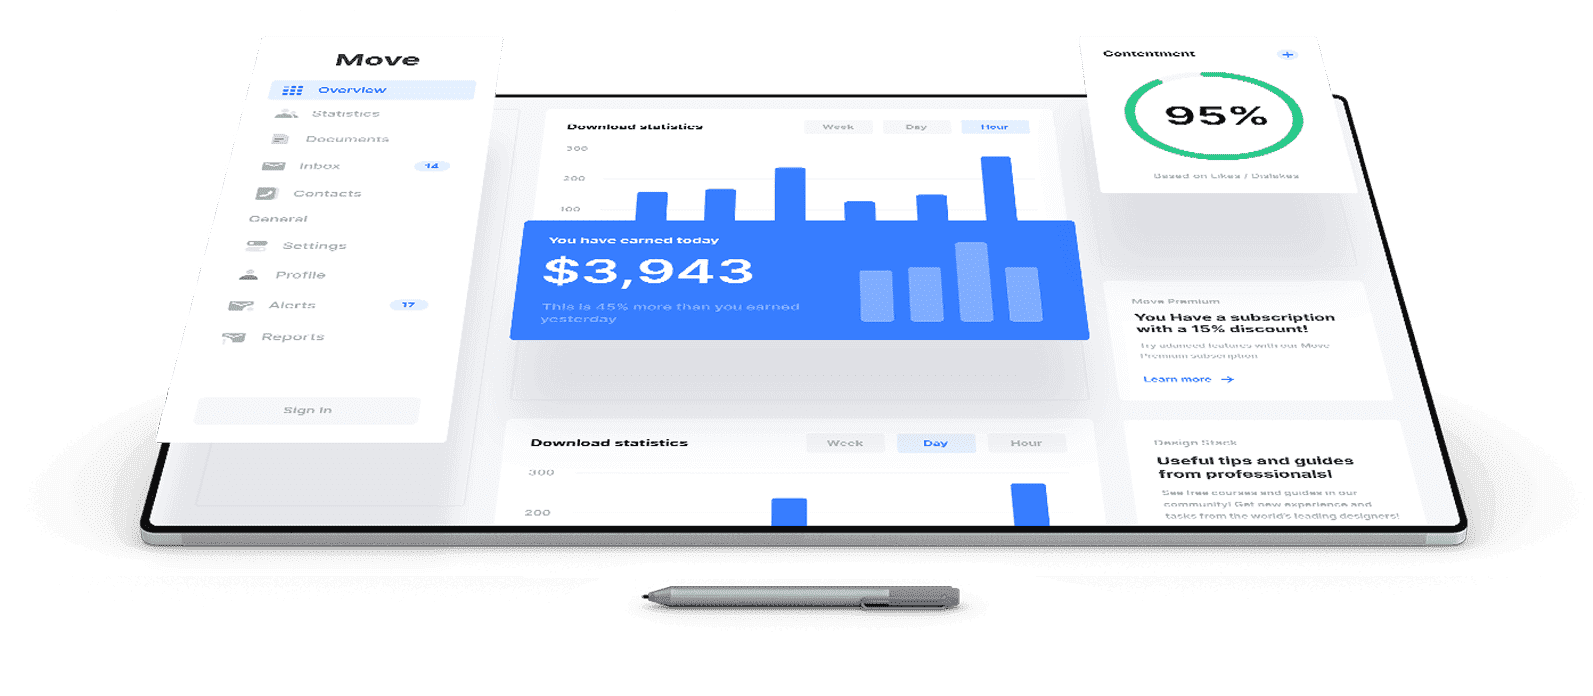 Move
Overview
Statistics
Documents
Inbox 14
Contacts
General
Settings
Profile
Alerts 17
Reports
Sign In
Download statistics Week Day Hour
300
200
100
You have earned today
$3,943
This is 45% more than you earned
yesterday
Download statistics Week Day Hour
300
200
Contentment +
95%
Based on Likes / Dislikes
Move Premium
You Have a subscription
with a 15% discount!
Try adanced features with our Move
Premium subscription
Learn more →
Design Stack
Useful tips and guides
from professionals!
See free courses and guides in our
community! Get new experience and
tasks from the world's leading designers!